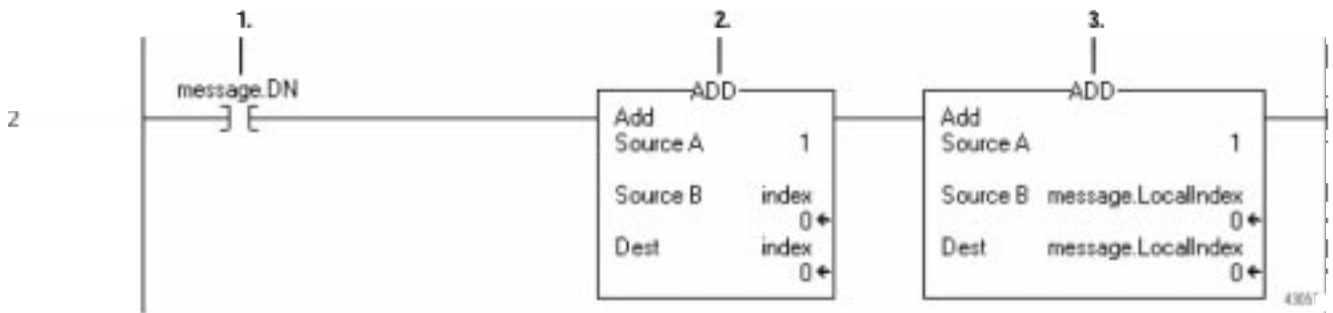 1. 2. 3.
message.DN
2
ADD
Add
Source A 1
Source B index
0
Dest index
0
ADD
Add
Source A 1
Source B message.LocalIndex
0
Dest message.LocalIndex
0
43057